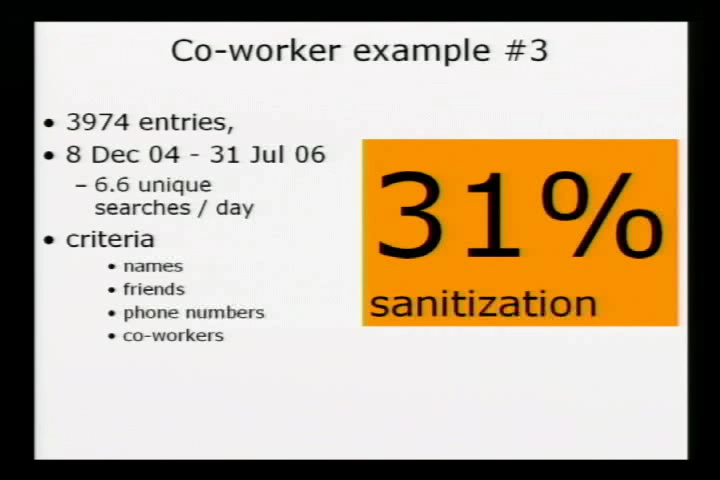 Co-worker example #3
• 3974 entries,
• 8 Dec 04 - 31 Jul 06
– 6.6 unique
searches / day
• criteria
• names
• friends
• phone numbers
• co-workers
31%
sanitization